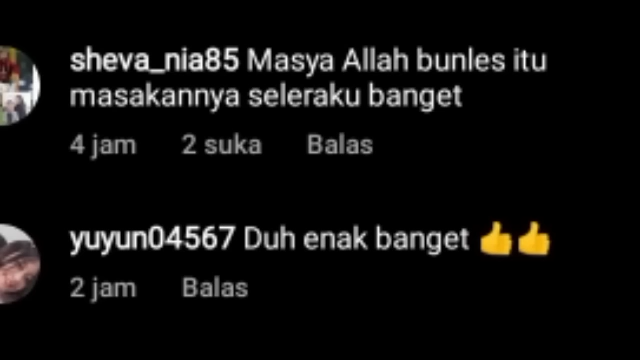 sheva_nia85 Masya Allah bunles itu
masakannya seleraku banget
4 jam 2 suka Balas
yuyun04567 Duh enak banget 👍👍
2 jam Balas